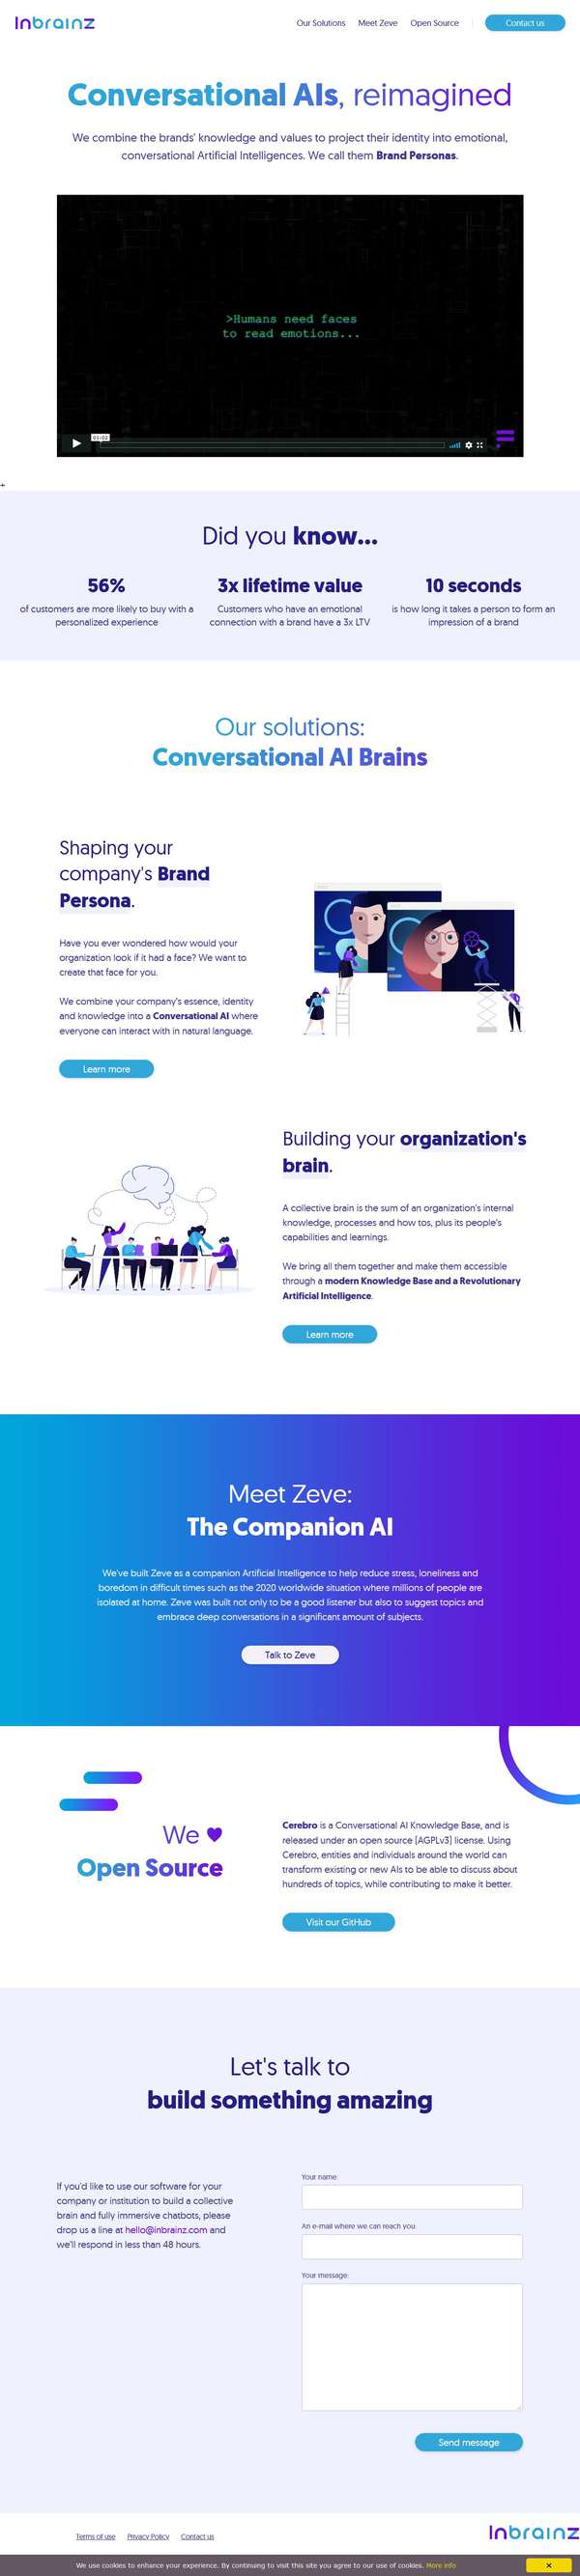 Inbrainz
Our Solutions Meet Zeve Open Source Contact us
Conversational AIs, reimagined
We combine the brands' knowledge and values to project their identity into emotional,
conversational Artificial Intelligences. We call them Brand Personas.
>Humans need faces
to read emotions...
01:02
+
Did you know...
56%
of customers are more likely to buy with a
personalized experience
3x lifetime value
Customers who have an emotional
connection with a brand have a 3x LTV
10 seconds
is how long it takes a person to form an
impression of a brand
Our solutions:
Conversational AI Brains
Shaping your
company's Brand
Persona.
Have you ever wondered how would your
organization look if it had a face? We want to
create that face for you.
We combine your company's essence, identity
and knowledge into a Conversational AI where
everyone can interact with in natural language.
Learn more
Building your organization's
brain.
A collective brain is the sum of an organization's internal
knowledge, processes and how tos, plus its people's
capabilities and learnings.
We bring all them together and make them accessible
through a modern Knowledge Base and a Revolutionary
Artificial Intelligence.
Learn more
Meet Zeve:
The Companion AI
We've built Zeve as a companion Artificial Intelligence to help reduce stress, loneliness and
boredom in difficult times such as the 2020 worldwide situation where millions of people are
isolated at home. Zeve was built not only to be a good listener but also to suggest topics and
embrace deep conversations in a significant amount of subjects.
Talk to Zeve
We ♥
Open Source
Cerebro is a Conversational AI Knowledge Base, and is
released under an open source (AGPLv3) license. Using
Cerebro, entities and individuals around the world can
transform existing or new AIs to be able to discuss about
hundreds of topics, while contributing to make it better.
Visit our GitHub
Let's talk to
build something amazing
If you'd like to use our software for your
company or institution to build a collective
brain and fully immersive chatbots, please
drop us a line at hello@inbrainz.com and
we'll respond in less than 48 hours.
Your name:
An e-mail where we can reach you:
Your message:
Send message
Terms of use Privacy Policy Contact us
Inbrainz
We use cookies to enhance your experience. By continuing to visit this site you agree to our use of cookies. More info
×